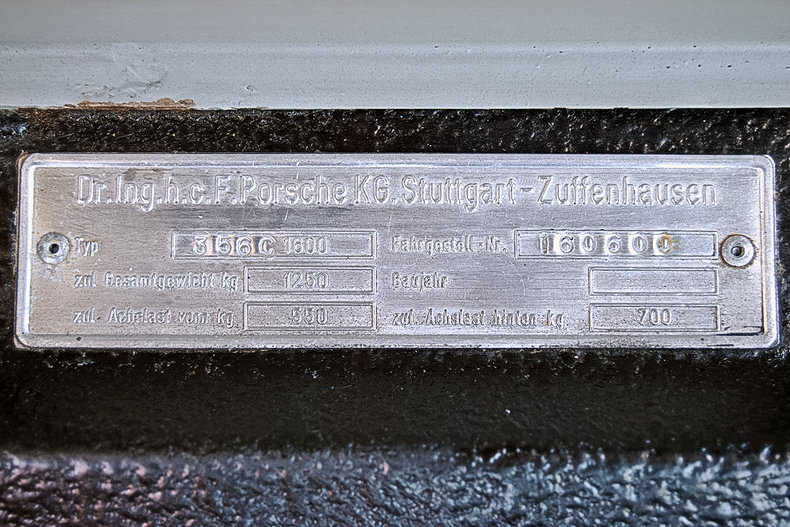 Dr.Ing.h.c.F.Porsche KG. Stuttgart-Zuffenhausen
Typ 356C 1600 Fahrgestell-Nr. 160600
zul. Gesamtgewicht kg 1250 Baujahr
zul. Achslast vorn kg 550 zul. Achslast hinten kg 700